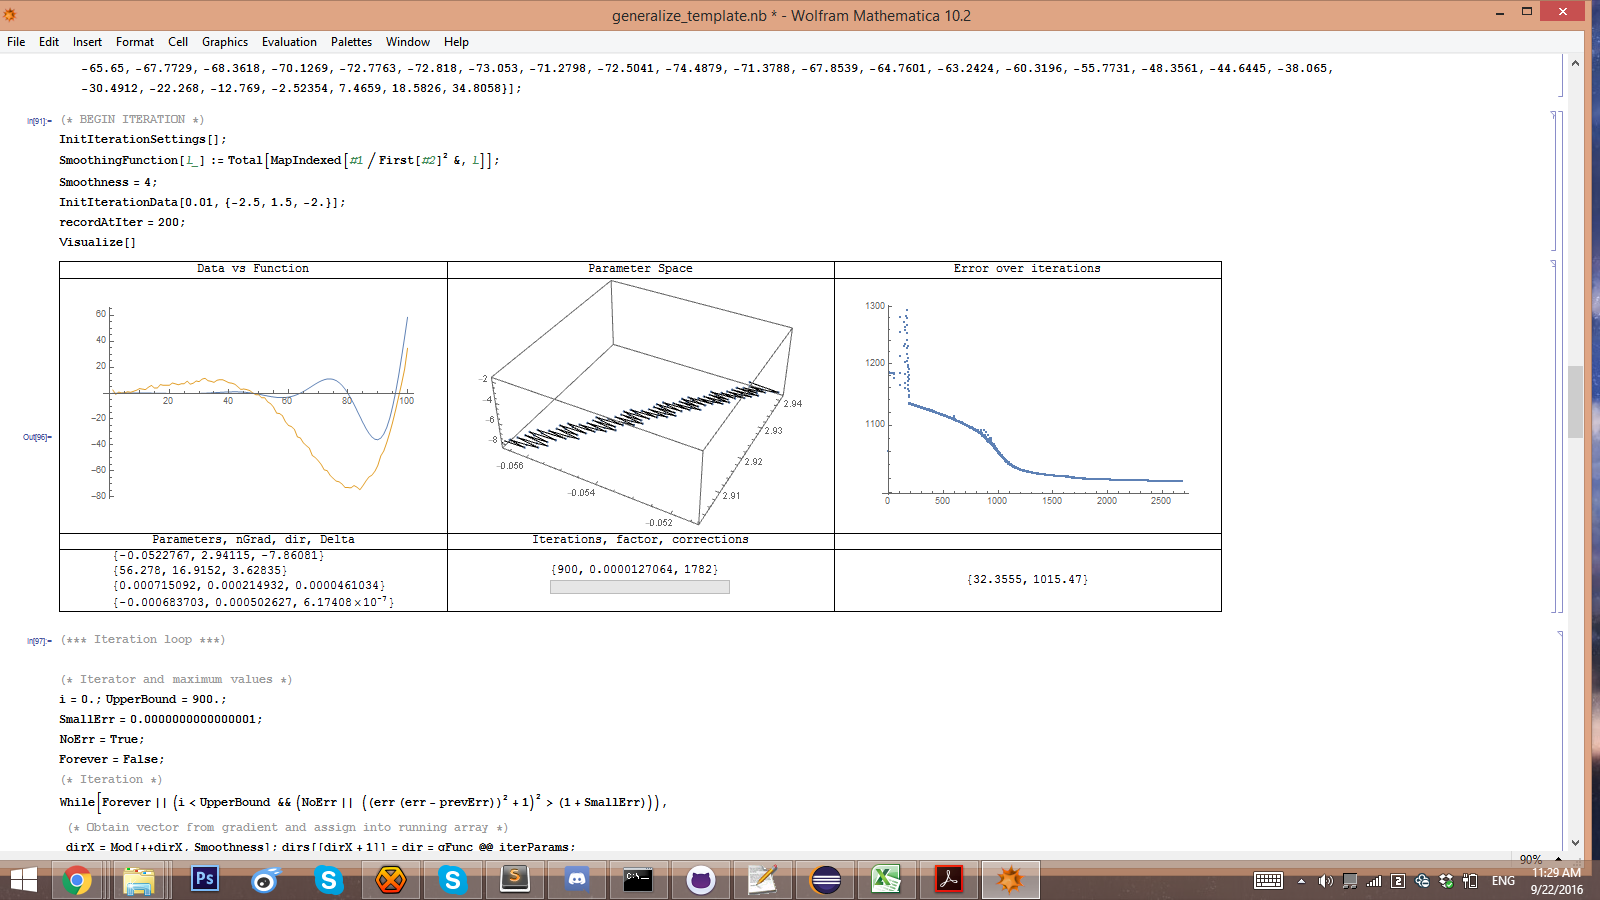 generalize_template.nb * - Wolfram Mathematica 10.2
File Edit Insert Format Cell Graphics Evaluation Palettes Window Help
-65.65, -67.7729, -68.3618, -70.1269, -72.7763, -72.818, -73.053, -71.2798, -72.5041, -74.4879, -71.3788, -67.8539, -64.7601, -63.2424, -60.3196, -55.7731, -48.3561, -44.6445, -38.065,
-30.4912, -22.268, -12.769, -2.52354, 7.4659, 18.5826, 34.8058}];
In[91]:= (* BEGIN ITERATION *)
InitIterationSettings[];
SmoothingFunction[l_] := Total[MapIndexed[#1 / First[#2]² &, l]];
Smoothness = 4;
InitIterationData[0.01, {-2.5, 1.5, -2.}];
recordAtIter = 200;
Visualize[]
Out[96]=
Data vs Function Parameter Space Error over iterations
60
40
20
-20
-40
-60
-80
20 40 60 80 100
-2
-4
-6
-8
-0.056
-0.054
-0.052
2.94
2.93
2.92
2.91
1300
1200
1100
0 500 1000 1500 2000 2500
Parameters, nGrad, dir, Delta Iterations, factor, corrections
{-0.0522767, 2.94115, -7.86081}
{56.278, 16.9152, 3.62835}
{0.000715092, 0.000214932, 0.0000461034}
{-0.000683703, 0.000502627, 6.17408×10⁻⁷}
{900, 0.0000127064, 1782}
{32.3555, 1015.47}
In[97]:= (*** Iteration loop ***)
(* Iterator and maximum values *)
i = 0.; UpperBound = 900.;
SmallErr = 0.0000000000000001;
NoErr = True;
Forever = False;
(* Iteration *)
While[Forever || (i < UpperBound && (NoErr || ((err (err - prevErr))² + 1)² > (1 + SmallErr))),
(* Obtain vector from gradient and assign into running array *)
dirX = Mod[++dirX, Smoothness]; dirs[[dirX + 1]] = dir = gFunc @@ iterParams;
90%
ENG
11:29 AM
9/22/2016